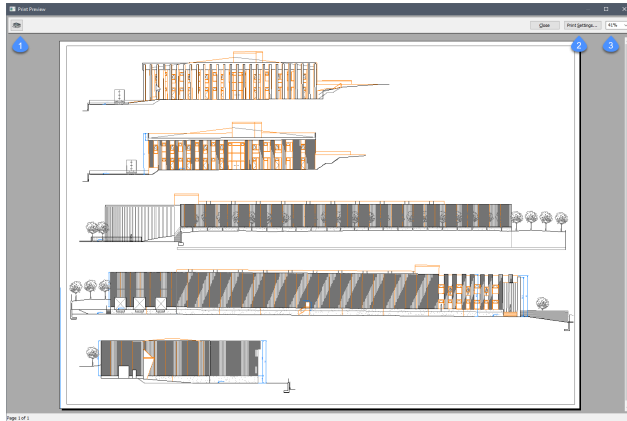 Print Preview
Close
Print Settings...
41%
1
2
3
Page 1 of 1